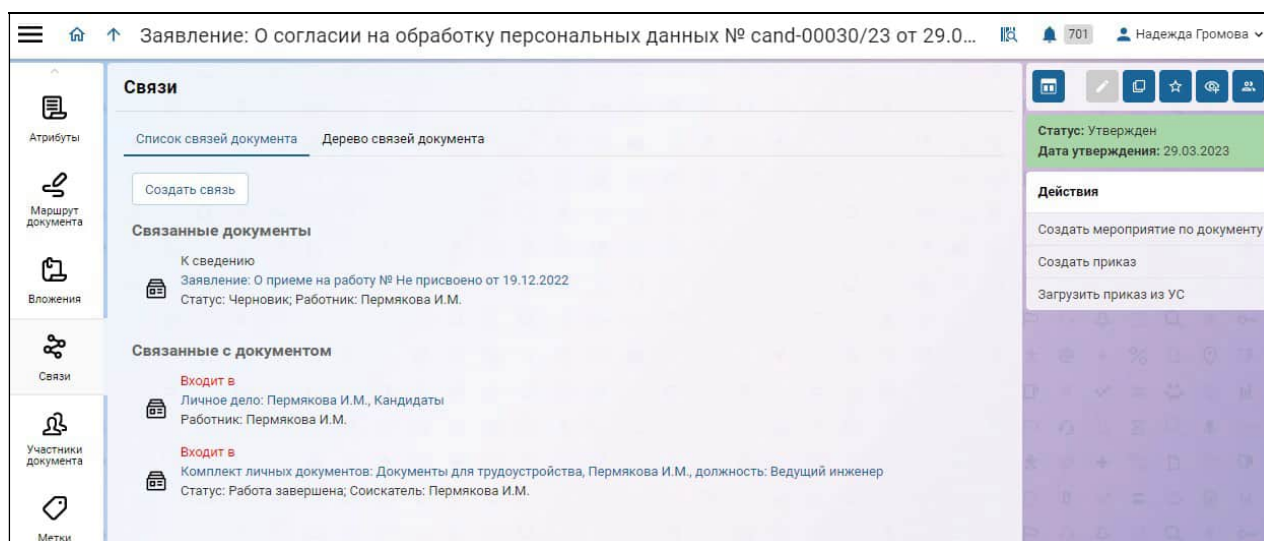 Заявление: О согласии на обработку персональных данных № cand-00030/23 от 29.0...
701
Надежда Громова
Атрибуты
Маршрут
документа
Вложения
Связи
Участники
документа
Метки
Связи
Список связей документа
Дерево связей документа
Создать связь
Связанные документы
К сведению
Заявление: О приеме на работу № Не присвоено от 19.12.2022
Статус: Черновик; Работник: Пермякова И.М.
Связанные с документом
Входит в
Личное дело: Пермякова И.М., Кандидаты
Работник: Пермякова И.М.
Входит в
Комплект личных документов: Документы для трудоустройства, Пермякова И.М., должность: Ведущий инженер
Статус: Работа завершена; Соискатель: Пермякова И.М.
Статус: Утвержден
Дата утверждения: 29.03.2023
Действия
Создать мероприятие по документу
Создать приказ
Загрузить приказ из УС